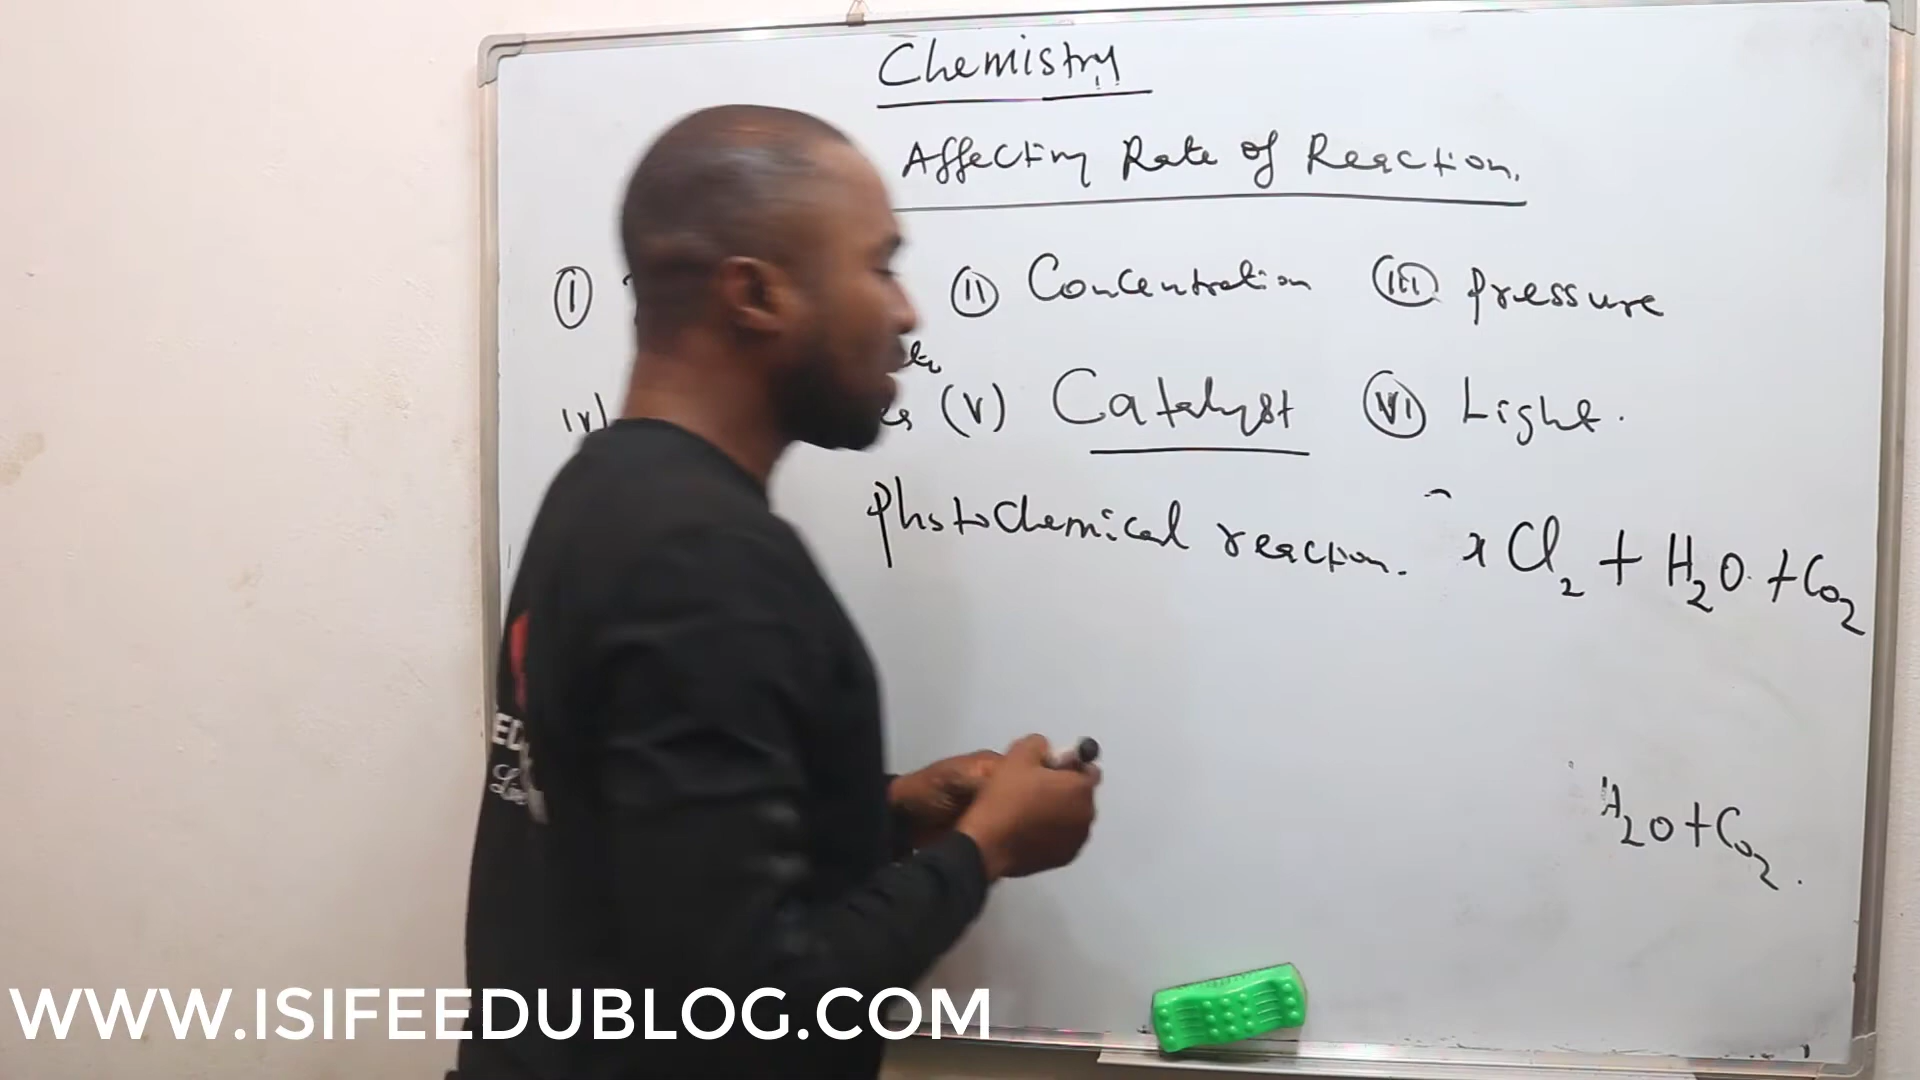 Chemistry
Affecting Rate of Reaction.
(I) (II) Concentration (III) pressure
(V) Catalyst (VI) Light.
photochemical reaction. x Cl2 + H2O + CO2
H2O + CO2.
WWW.ISIFEEDUBLOG.COM